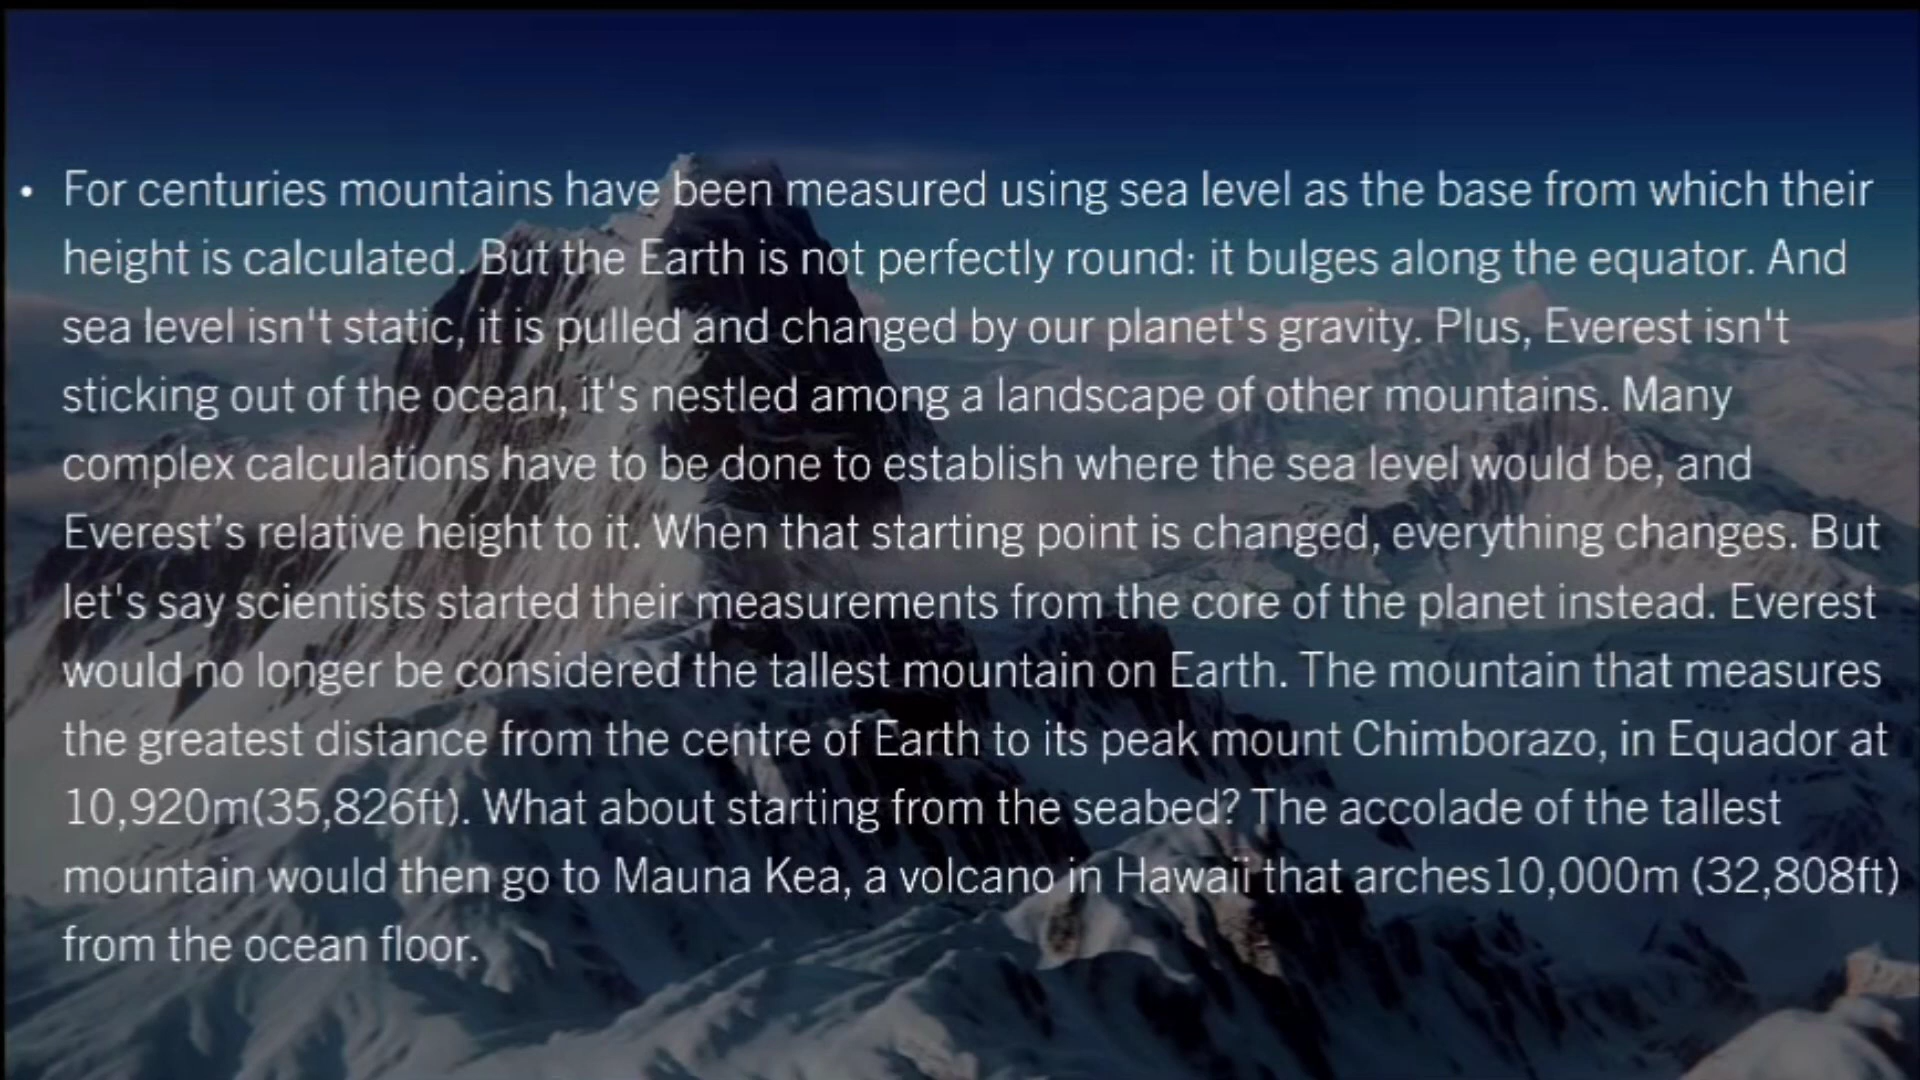 • For centuries mountains have been measured using sea level as the base from which their
height is calculated. But the Earth is not perfectly round: it bulges along the equator. And
sea level isn't static, it is pulled and changed by our planet's gravity. Plus, Everest isn't
sticking out of the ocean, it's nestled among a landscape of other mountains. Many
complex calculations have to be done to establish where the sea level would be, and
Everest’s relative height to it. When that starting point is changed, everything changes. But
let's say scientists started their measurements from the core of the planet instead. Everest
would no longer be considered the tallest mountain on Earth. The mountain that measures
the greatest distance from the centre of Earth to its peak mount Chimborazo, in Equador at
10,920m(35,826ft). What about starting from the seabed? The accolade of the tallest
mountain would then go to Mauna Kea, a volcano in Hawaii that arches10,000m (32,808ft)
from the ocean floor.